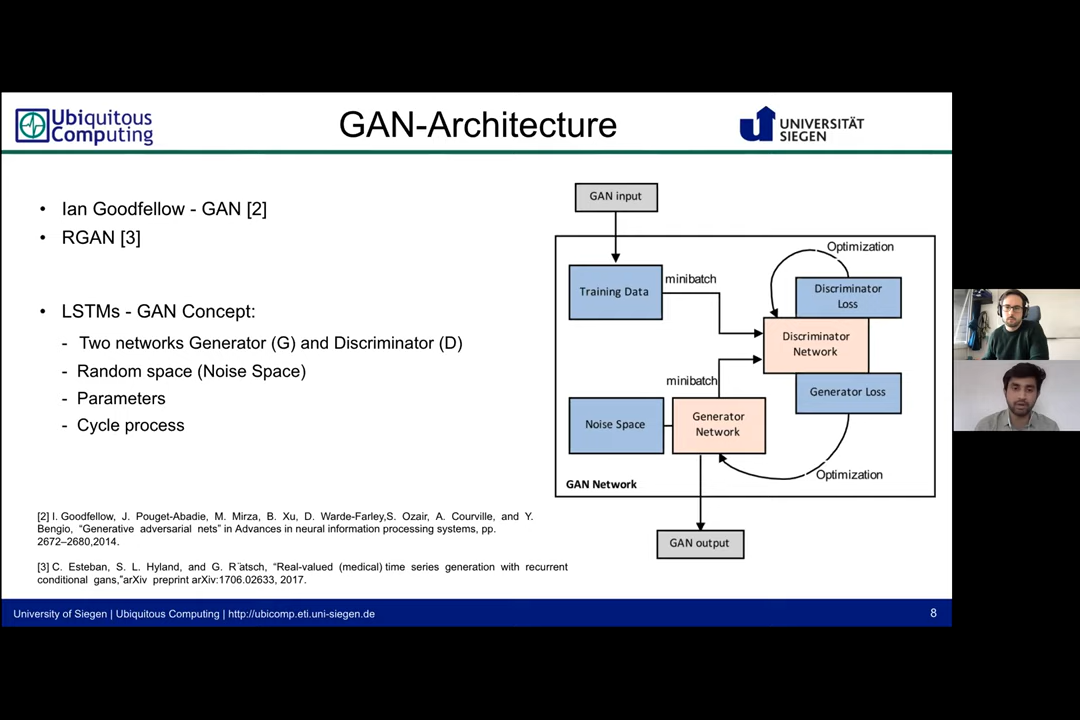 Ubiquitous
Computing
GAN-Architecture
UNIVERSITÄT
SIEGEN
• Ian Goodfellow - GAN [2]
• RGAN [3]
• LSTMs - GAN Concept:
- Two networks Generator (G) and Discriminator (D)
- Random space (Noise Space)
- Parameters
- Cycle process
GAN input
Optimization
Training Data
minibatch
Discriminator
Loss
Discriminator
Network
minibatch
Generator Loss
Noise Space
Generator
Network
Optimization
GAN Network
GAN output
[2] I. Goodfellow, J. Pouget-Abadie, M. Mirza, B. Xu, D. Warde-Farley,S. Ozair, A. Courville, and Y.
Bengio, “Generative adversarial nets” in Advances in neural information processing systems, pp.
2672–2680,2014.
[3] C. Esteban, S. L. Hyland, and G. R ̈atsch, “Real-valued (medical) time series generation with recurrent
conditional gans,”arXiv preprint arXiv:1706.02633, 2017.
University of Siegen | Ubiquitous Computing | http://ubicomp.eti.uni-siegen.de
8